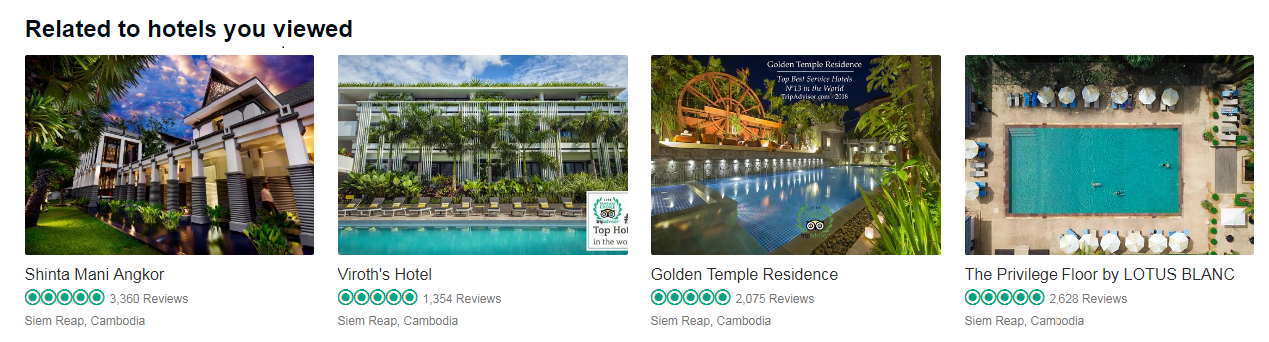 Related to hotels you viewed
Golden Temple Residence
Top Best Service Hotels
N°13 in the World
TripAdvisor.com - 2018
Top Hot
in the wo
Shinta Mani Angkor
Viroth's Hotel
Golden Temple Residence
The Privilege Floor by LOTUS BLANC
3,360 Reviews
1,354 Reviews
2,075 Reviews
2,628 Reviews
Siem Reap, Cambodia
Siem Reap, Cambodia
Siem Reap, Cambodia
Siem Reap, Cambodia